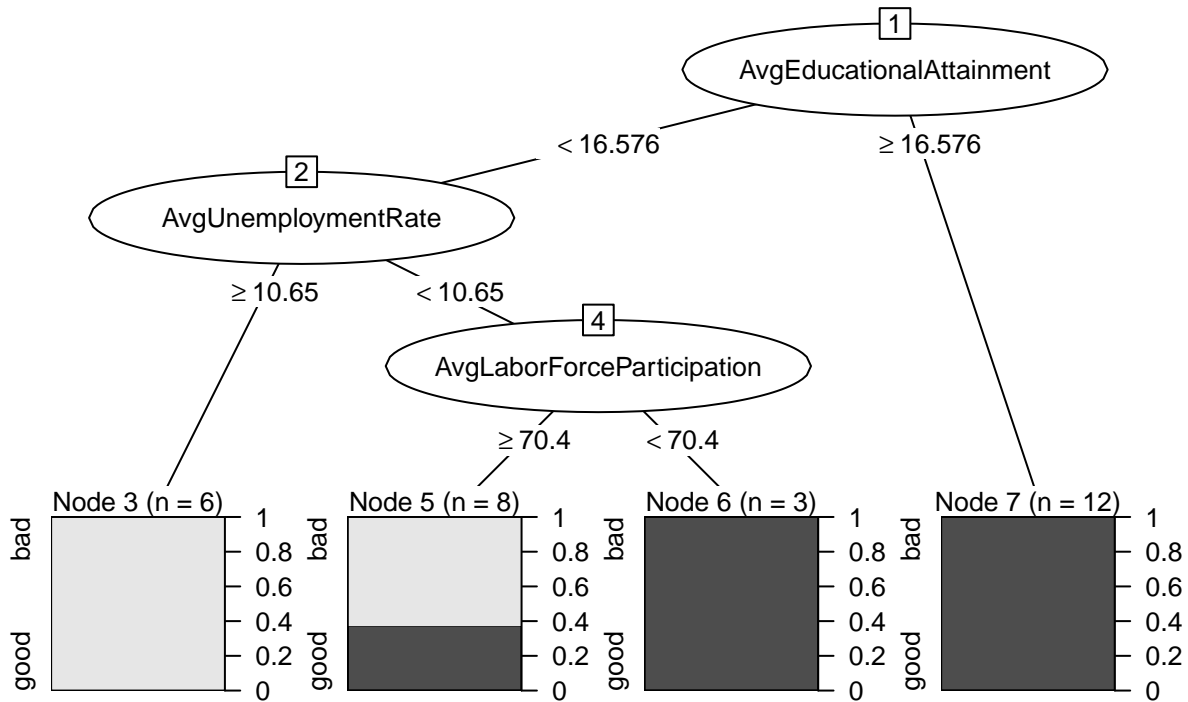 1
AvgEducationalAttainment
< 16.576
≥ 16.576
2
AvgUnemploymentRate
≥ 10.65
< 10.65
4
AvgLaborForceParticipation
≥ 70.4
< 70.4
Node 3 (n = 6)
bad
good
1
0.8
0.6
0.4
0.2
0
Node 5 (n = 8)
bad
good
1
0.8
0.6
0.4
0.2
0
Node 6 (n = 3)
bad
good
1
0.8
0.6
0.4
0.2
0
Node 7 (n = 12)
bad
good
1
0.8
0.6
0.4
0.2
0